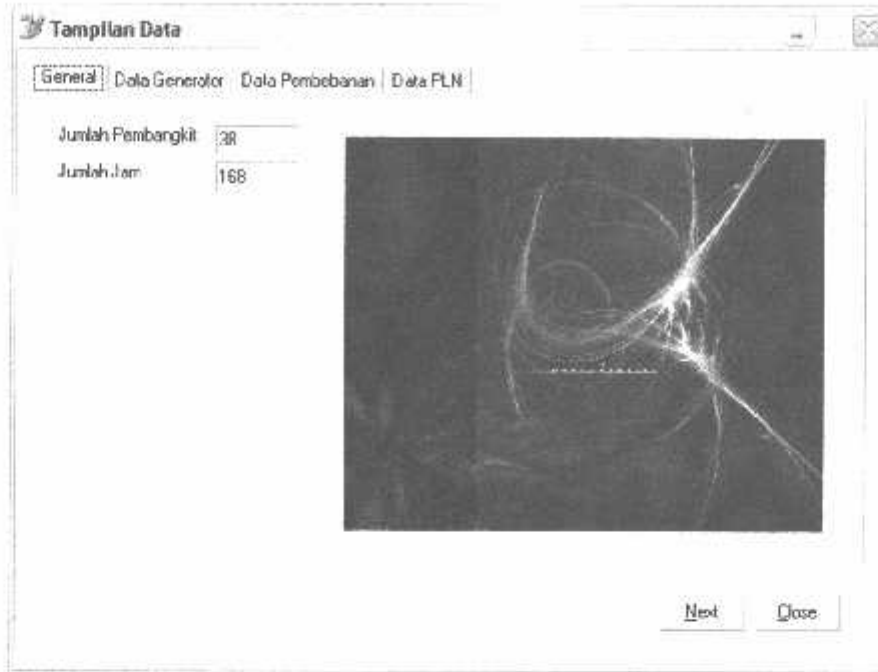 Tampilan Data
General Data Generator Data Pembebanan Data PLN
Jumlah Pembangkit 38
Jumlah Jam 168
Next Close